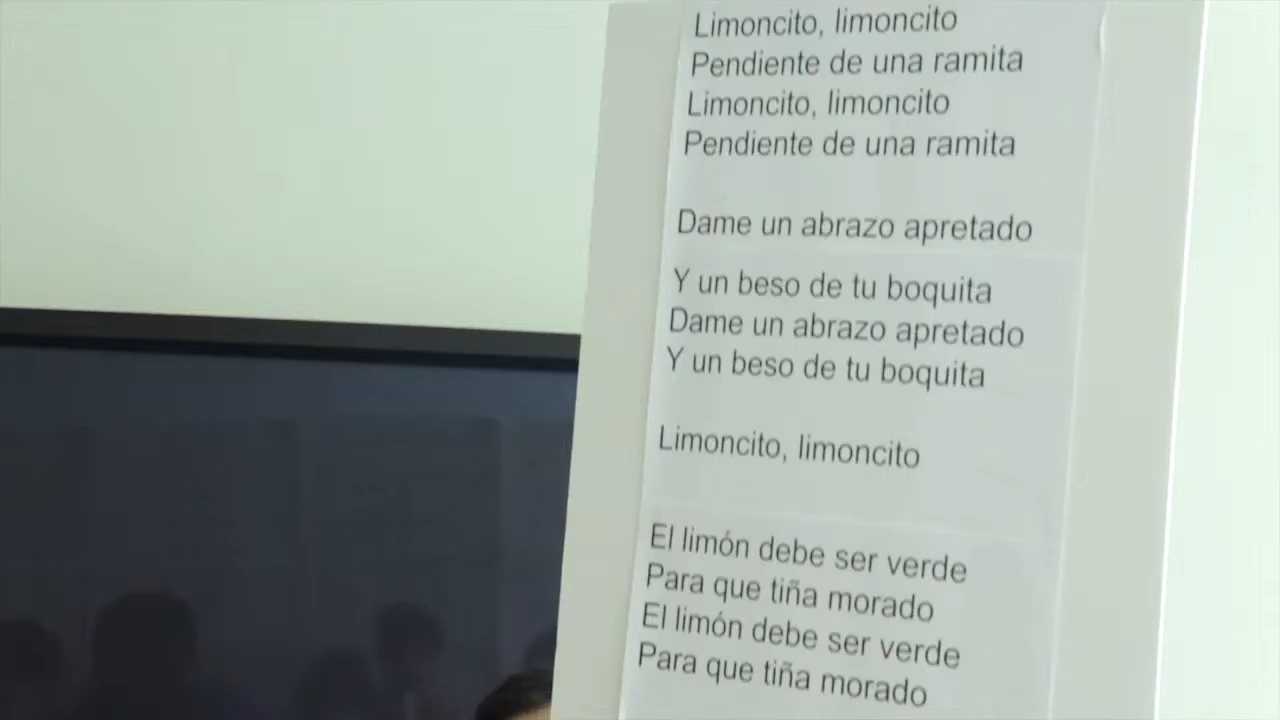 Limoncito, limoncito
Pendiente de una ramita
Limoncito, limoncito
Pendiente de una ramita
Dame un abrazo apretado
Y un beso de tu boquita
Dame un abrazo apretado
Y un beso de tu boquita
Limoncito, limoncito
El limón debe ser verde
Para que tiña morado
El limón debe ser verde
Para que tiña morado